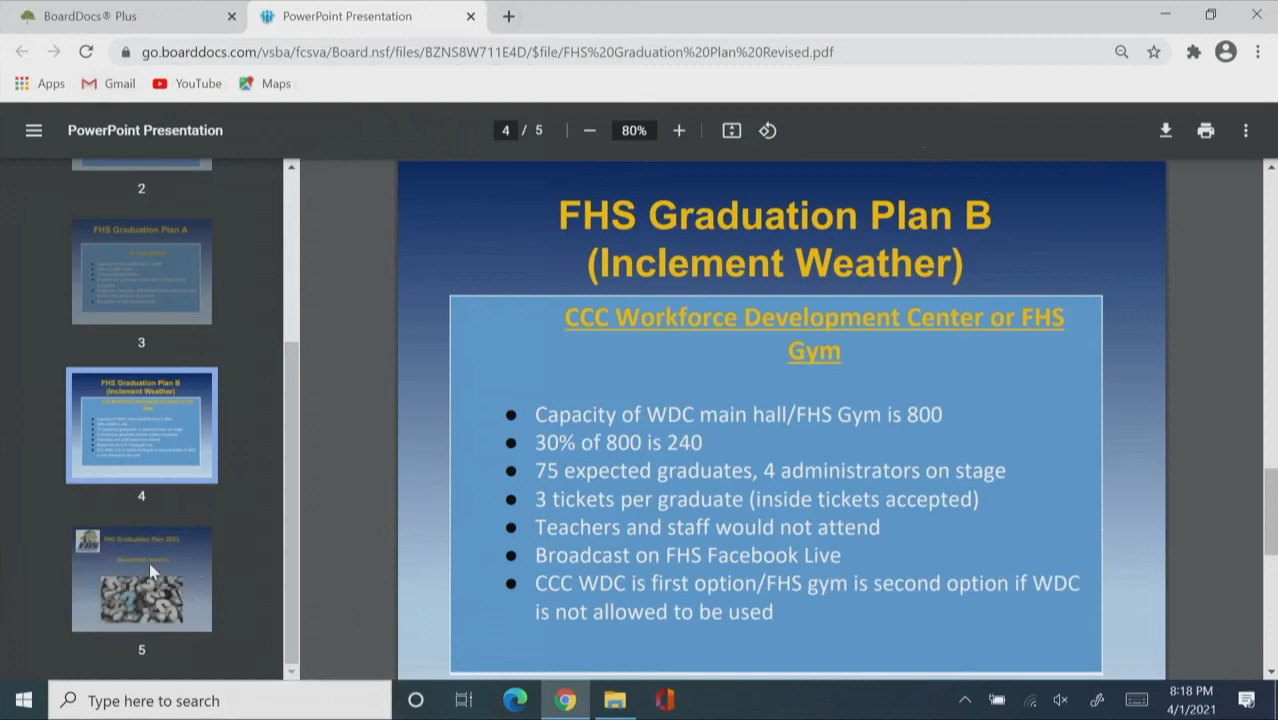 BoardDocs® Plus
PowerPoint Presentation
go.boarddocs.com/vsba/fcsva/Board.nsf/files/BZNS8W711E4D/$file/FHS%20Graduation%20Plan%20Revised.pdf
Apps
Gmail
YouTube
Maps
PowerPoint Presentation
4 / 5
80%
2
FHS Graduation Plan A
3
FHS Graduation Plan B
(Inclement Weather)
4
FHS Graduation Plan 2021
5
FHS Graduation Plan B
(Inclement Weather)
CCC Workforce Development Center or FHS
Gym
● Capacity of WDC main hall/FHS Gym is 800
● 30% of 800 is 240
● 75 expected graduates, 4 administrators on stage
● 3 tickets per graduate (inside tickets accepted)
● Teachers and staff would not attend
● Broadcast on FHS Facebook Live
● CCC WDC is first option/FHS gym is second option if WDC
is not allowed to be used
Type here to search
8:18 PM
4/1/2021